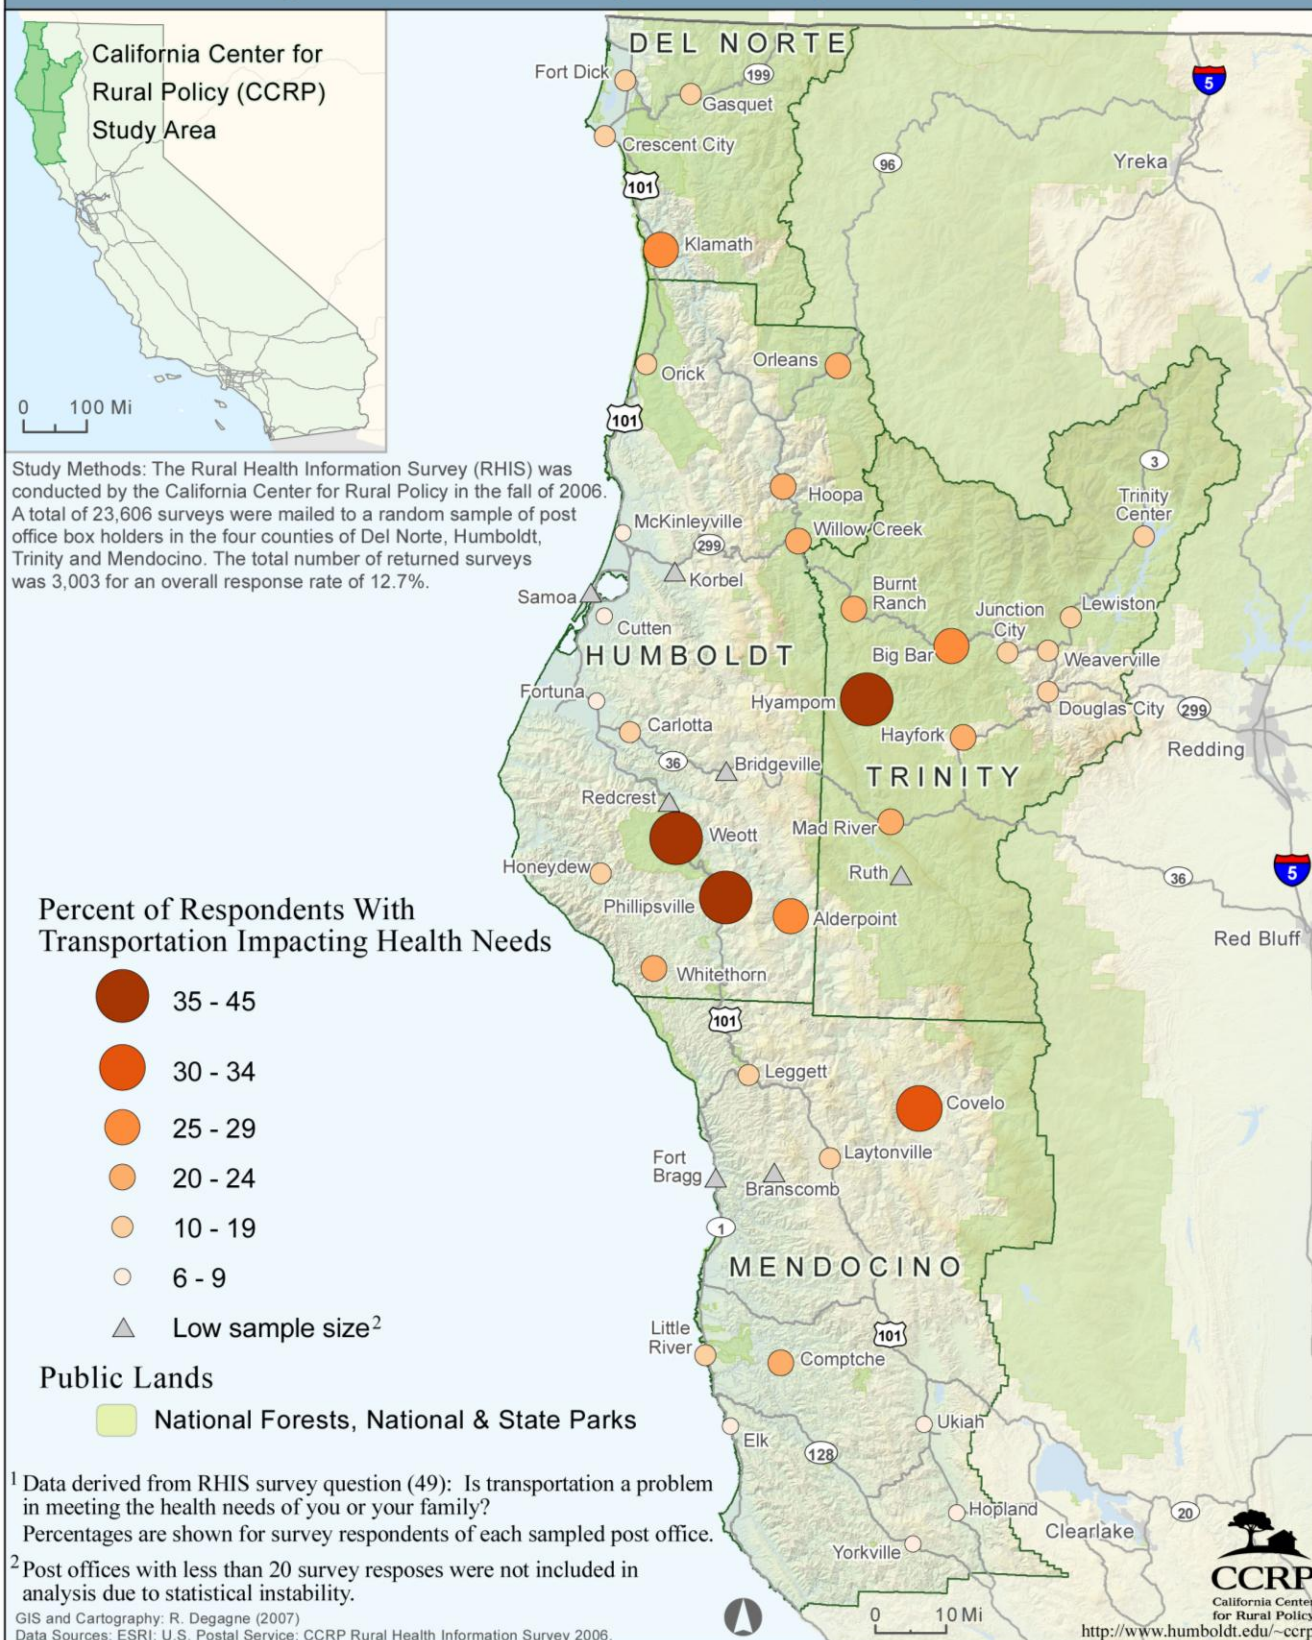 California Center for
Rural Policy (CCRP)
Study Area
0 100 Mi
Study Methods: The Rural Health Information Survey (RHIS) was
conducted by the California Center for Rural Policy in the fall of 2006.
A total of 23,606 surveys were mailed to a random sample of post
office box holders in the four counties of Del Norte, Humboldt,
Trinity and Mendocino. The total number of returned surveys
was 3,003 for an overall response rate of 12.7%.
DEL NORTE
Fort Dick
199
Gasquet
5
Crescent City
96
Yreka
101
Klamath
Orleans
Orick
101
3
Hoopa
Trinity
Center
McKinleyville
Willow Creek
299
Korbel
Samoa
Burnt
Ranch
Junction
City
Lewiston
Cutten
HUMBOLDT
Big Bar
Weaverville
Fortuna
Hyampom
Douglas City
299
Carlotta
Hayfork
Redding
36
Bridgeville
TRINITY
Redcrest
Weott
Mad River
Honeydew
Ruth
36
5
Phillipsville
Alderpoint
Red Bluff
Whitethorn
101
Leggett
Covelo
Laytonville
Fort
Bragg
Branscomb
1
MENDOCINO
Little
River
101
Comptche
Ukiah
Elk
128
Hopland
20
Clearlake
Yorkville
Percent of Respondents With
Transportation Impacting Health Needs
35 - 45
30 - 34
25 - 29
20 - 24
10 - 19
6 - 9
Low sample size2
Public Lands
National Forests, National & State Parks
1 Data derived from RHIS survey question (49): Is transportation a problem
in meeting the health needs of you or your family?
Percentages are shown for survey respondents of each sampled post office.
2 Post offices with less than 20 survey resposes were not included in
analysis due to statistical instability.
GIS and Cartography: R. Degagne (2007)
Data Sources: ESRI; U.S. Postal Service; CCRP Rural Health Information Survey 2006.
0 10 Mi
CCRP
California Center
for Rural Policy
http://www.humboldt.edu/~ccrp